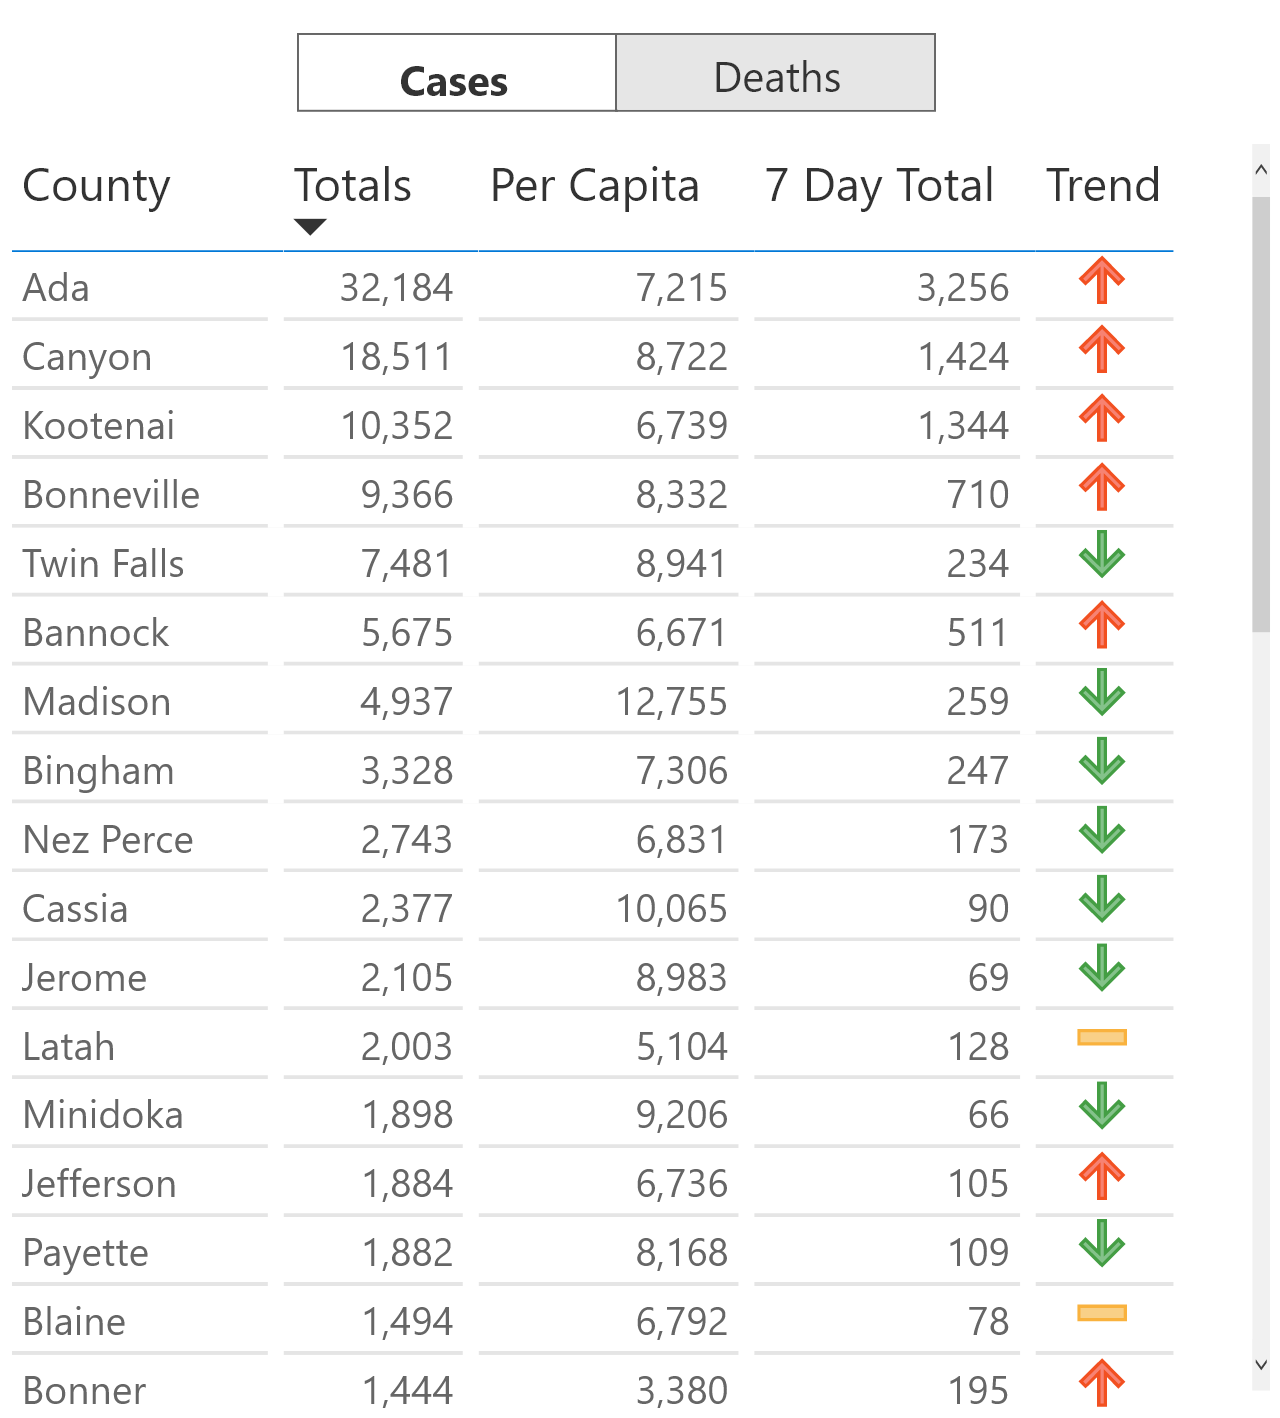 Cases Deaths
County Totals Per Capita 7 Day Total Trend
Ada 32,184 7,215 3,256
Canyon 18,511 8,722 1,424
Kootenai 10,352 6,739 1,344
Bonneville 9,366 8,332 710
Twin Falls 7,481 8,941 234
Bannock 5,675 6,671 511
Madison 4,937 12,755 259
Bingham 3,328 7,306 247
Nez Perce 2,743 6,831 173
Cassia 2,377 10,065 90
Jerome 2,105 8,983 69
Latah 2,003 5,104 128
Minidoka 1,898 9,206 66
Jefferson 1,884 6,736 105
Payette 1,882 8,168 109
Blaine 1,494 6,792 78
Bonner 1,444 3,380 195